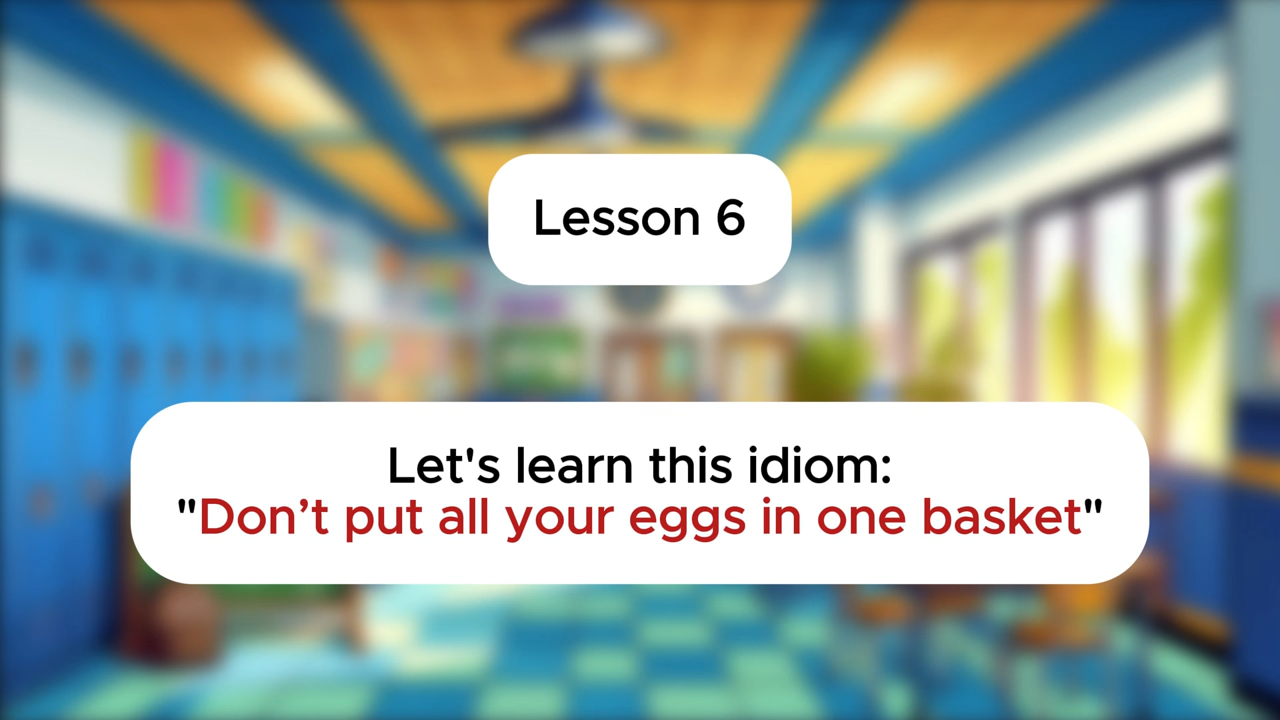 Lesson 6
Let's learn this idiom:
"Don’t put all your eggs in one basket"